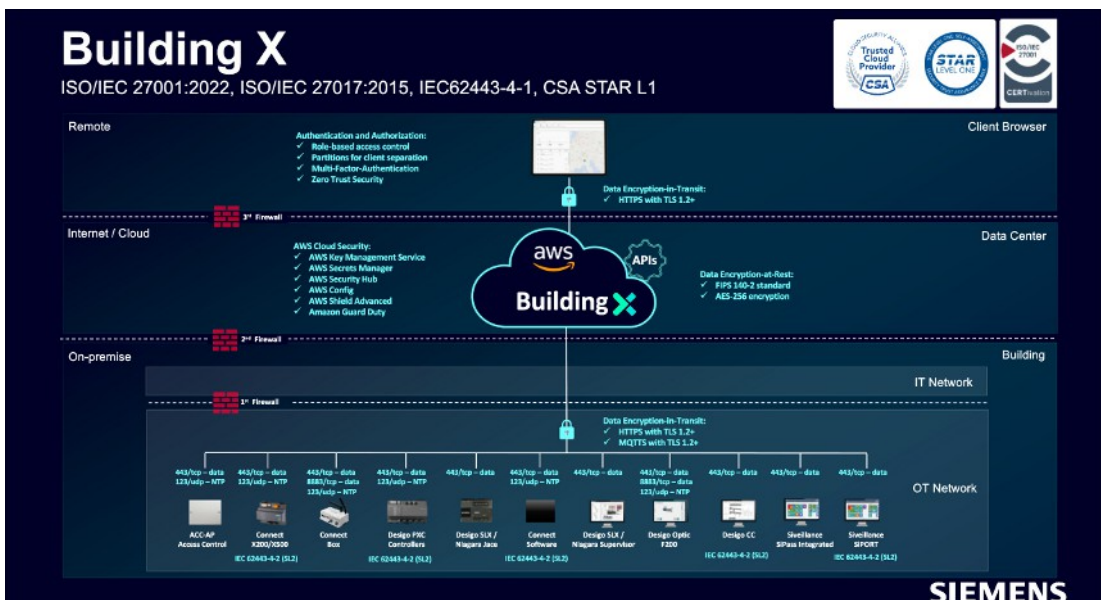 Building X
ISO/IEC 27001:2022, ISO/IEC 27017:2015, IEC62443-4-1, CSA STAR L1
CLOUD SECURITY ALLIANCE
Trusted
Cloud
Provider
CSA
STAR
LEVEL ONE
ISO/IEC
27001
CERTivation
Remote
Client Browser
Authentication and Authorization:
✓ Role-based access control
✓ Partitions for client separation
✓ Multi-Factor-Authentication
✓ Zero Trust Security
Data Encryption-in-Transit:
✓ HTTPS with TLS 1.2+
3rd Firewall
Internet / Cloud
Data Center
AWS Cloud Security:
✓ AWS Key Management Service
✓ AWS Secrets Manager
✓ AWS Security Hub
✓ AWS Config
✓ AWS Shield Advanced
✓ Amazon Guard Duty
aws
APIs
Building X
Data Encryption-at-Rest:
✓ FIPS 140-2 standard
✓ AES-256 encryption
2nd Firewall
On-premise
Building
IT Network
1st Firewall
Data Encryption-in-Transit:
✓ HTTPS with TLS 1.2+
✓ MQTTS with TLS 1.2+
OT Network
443/tcp – data
123/udp – NTP
ACC-AP
Access Control
443/tcp – data
123/udp – NTP
Connect
X200/X300
IEC 62443-4-2 (SL2)
443/tcp – data
8883/tcp – data
123/udp – NTP
Connect
Box
443/tcp – data
123/udp – NTP
Desigo PXC
Controllers
IEC 62443-4-2 (SL2)
443/tcp – data
Desigo SLX /
Niagara Jace
443/tcp – data
123/udp – NTP
Connect
Software
IEC 62443-4-2 (SL2)
443/tcp – data
Desigo SLX /
Niagara Supervisor
443/tcp – data
8883/tcp – data
123/udp – NTP
Desigo Optic
F200
443/tcp – data
Desigo CC
IEC 62443-4-2 (SL2)
443/tcp – data
Siveillance
SiPass Integrated
443/tcp – data
Siveillance
SiPORT
IEC 62443-4-2 (SL2)
SIEMENS